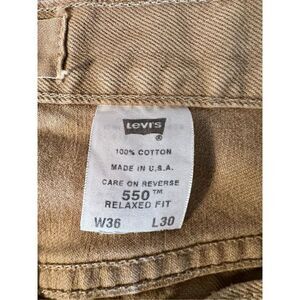 LEVI'S
®
100% COTTON
MADE IN U.S.A.
CARE ON REVERSE
550™
RELAXED FIT
W36 L30